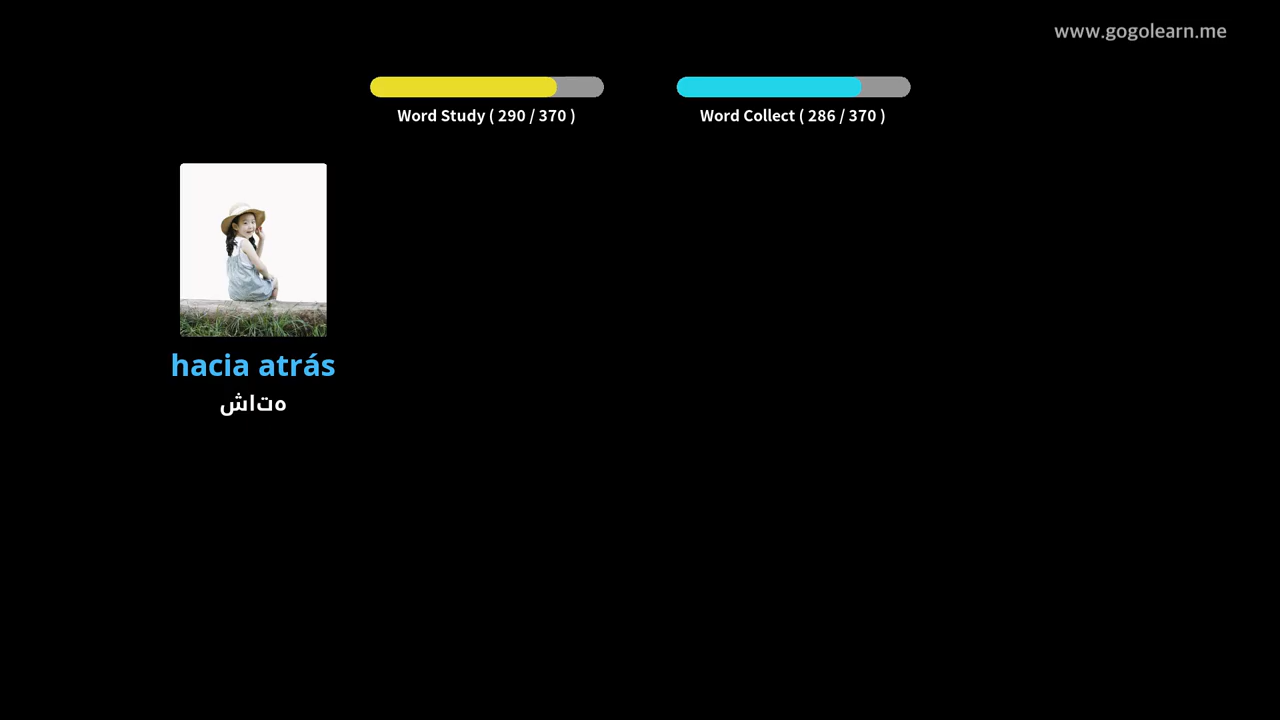 www.gogolearn.me
Word Study ( 290 / 370 )
Word Collect ( 286 / 370 )
hacia atrás
ەتاش